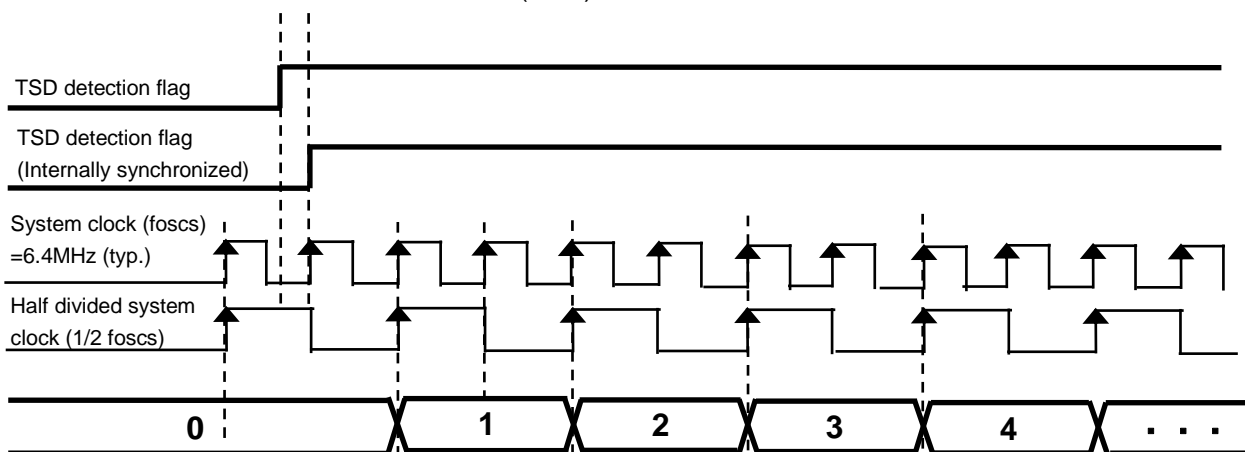 TSD detection flag
TSD detection flag
(Internally synchronized)
System clock (foscs)
=6.4MHz (typ.)
Half divided system
clock (1/2 foscs)
0 1 2 3 4 . . .